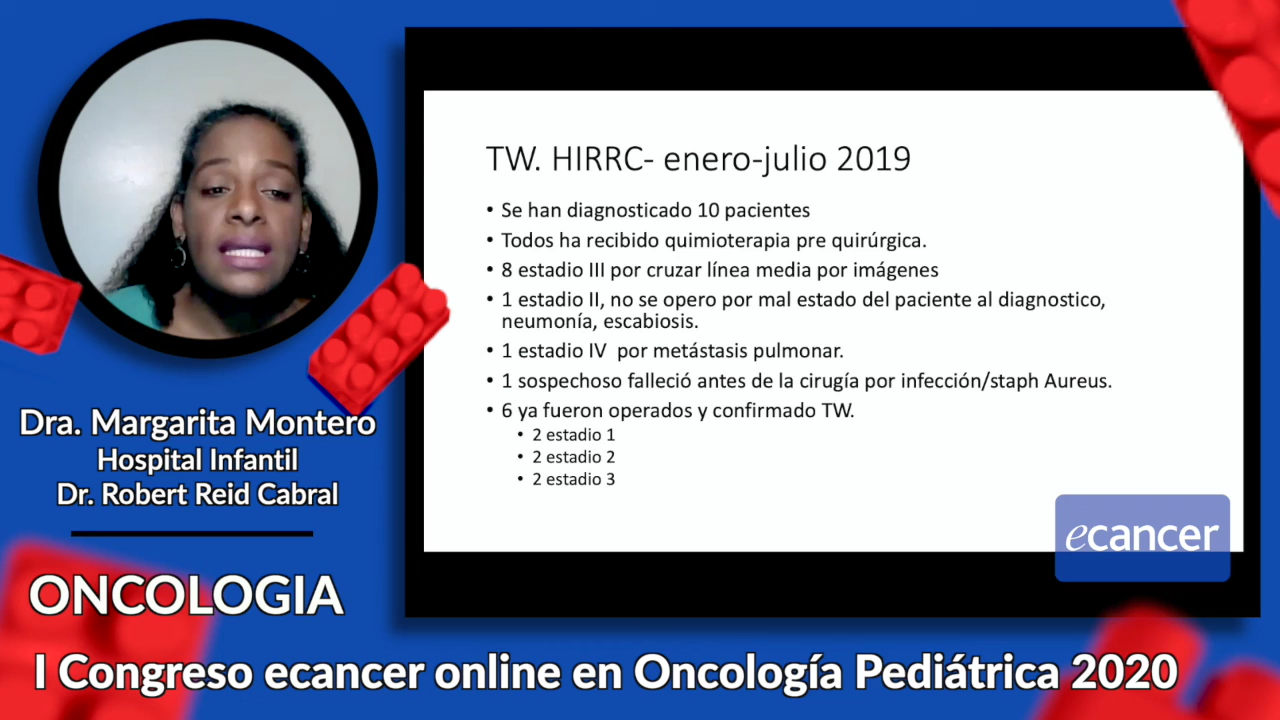 TW. HIRRC- enero-julio 2019
• Se han diagnosticado 10 pacientes
• Todos ha recibido quimioterapia pre quirúrgica.
• 8 estadio III por cruzar línea media por imágenes
• 1 estadio II, no se opero por mal estado del paciente al diagnostico,
neumonía, escabiosis.
• 1 estadio IV por metástasis pulmonar.
• 1 sospechoso falleció antes de la cirugía por infección/staph Aureus.
• 6 ya fueron operados y confirmado TW.
• 2 estadio 1
• 2 estadio 2
• 2 estadio 3
ecancer
Dra. Margarita Montero
Hospital Infantil
Dr. Robert Reid Cabral
ONCOLOGIA
I Congreso ecancer online en Oncología Pediátrica 2020